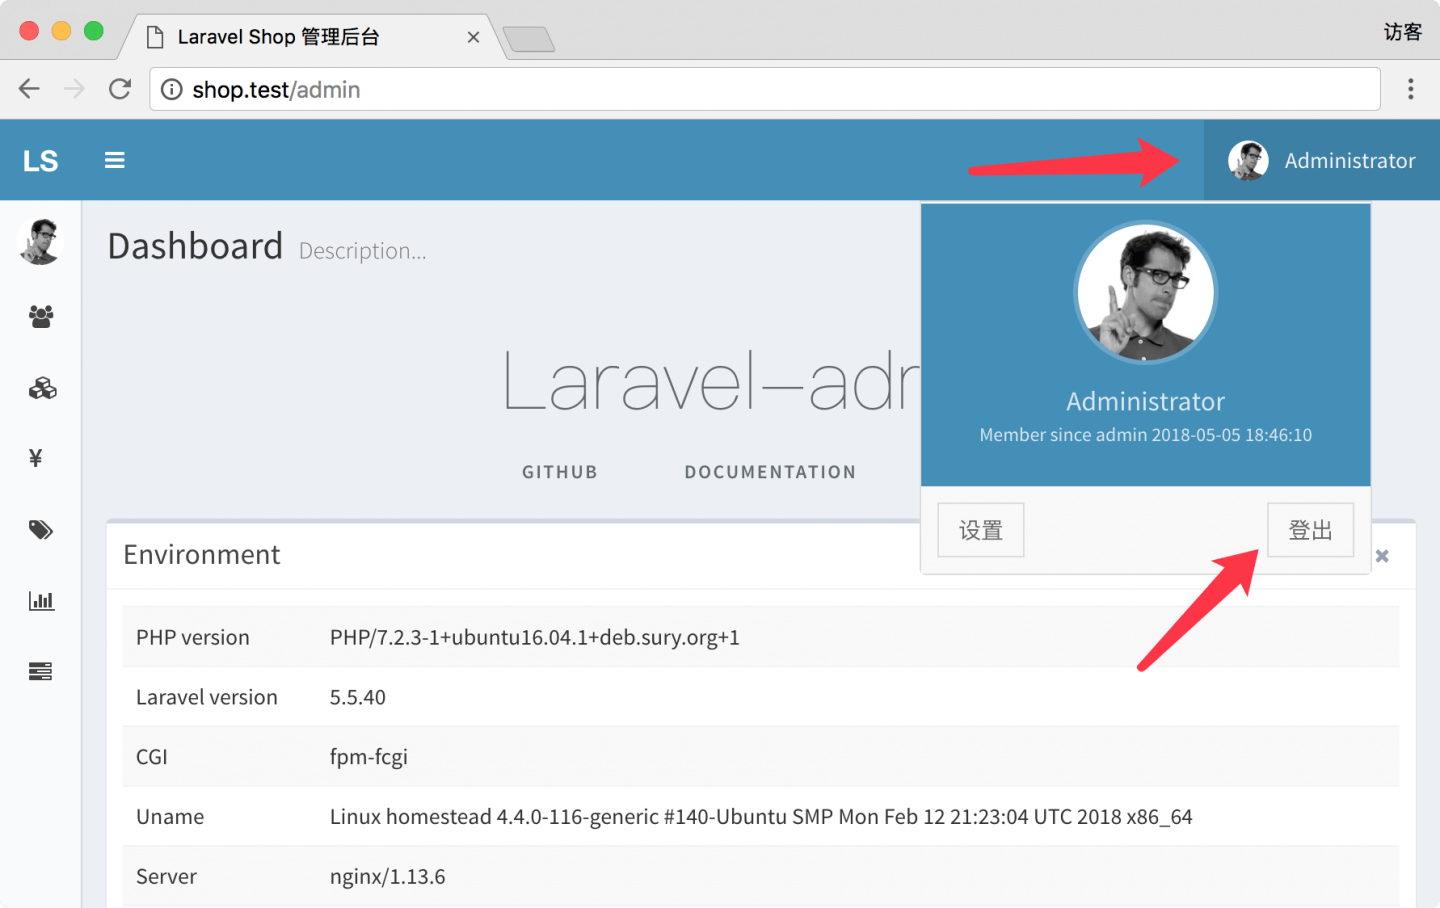 Laravel Shop 管理后台
访客
shop.test/admin
LS
Administrator
Dashboard Description...
Administrator
Member since admin 2018-05-05 18:46:10
设置
登出
Laravel-adr
GITHUB
DOCUMENTATION
Environment
PHP version PHP/7.2.3-1+ubuntu16.04.1+deb.sury.org+1
Laravel version 5.5.40
CGI fpm-fcgi
Uname Linux homestead 4.4.0-116-generic #140-Ubuntu SMP Mon Feb 12 21:23:04 UTC 2018 x86_64
Server nginx/1.13.6